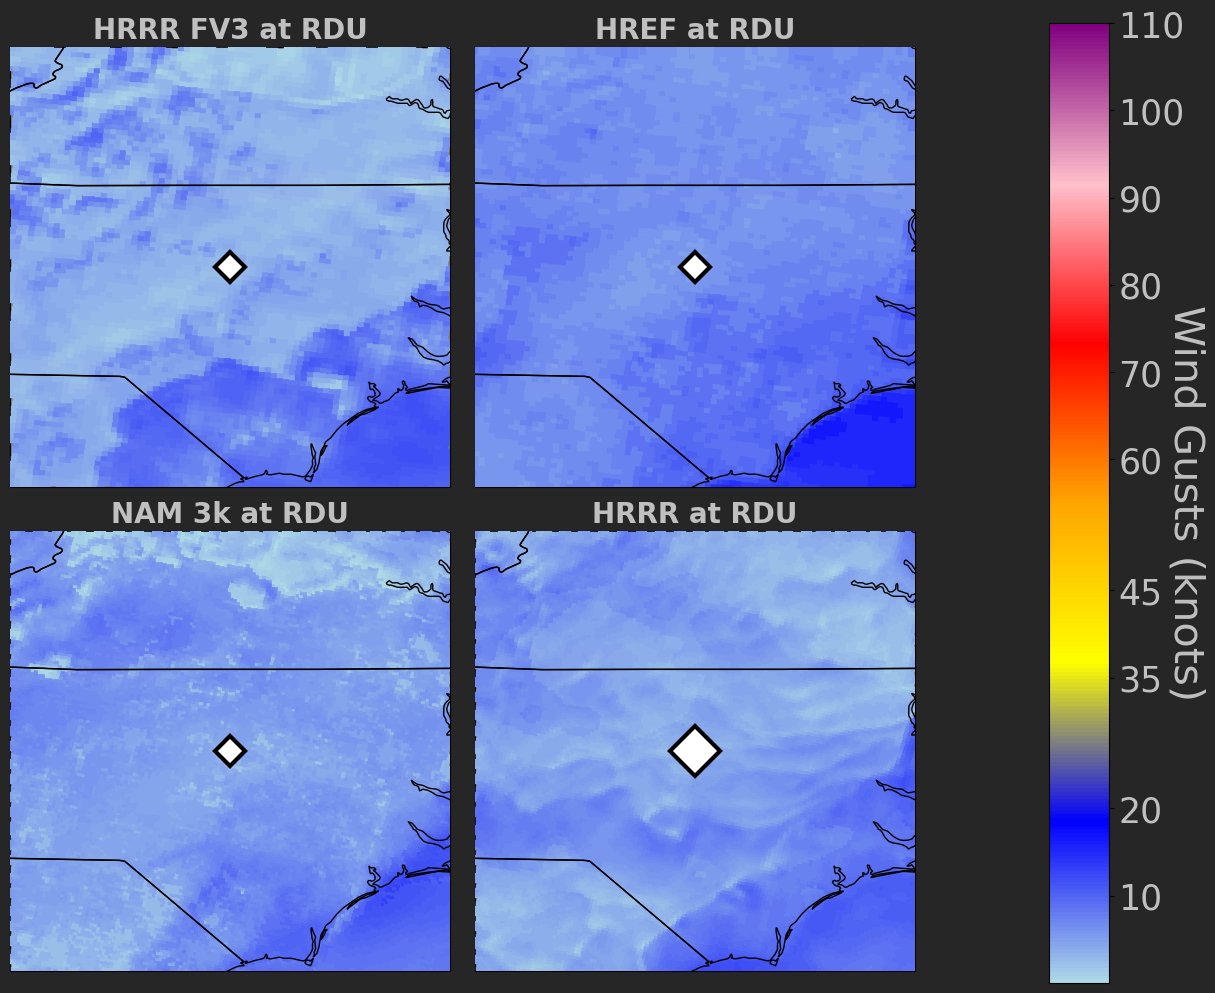 HRRR FV3 at RDU
HREF at RDU
NAM 3k at RDU
HRRR at RDU
110
100
90
80
70
60
45
35
20
10
Wind Gusts (knots)